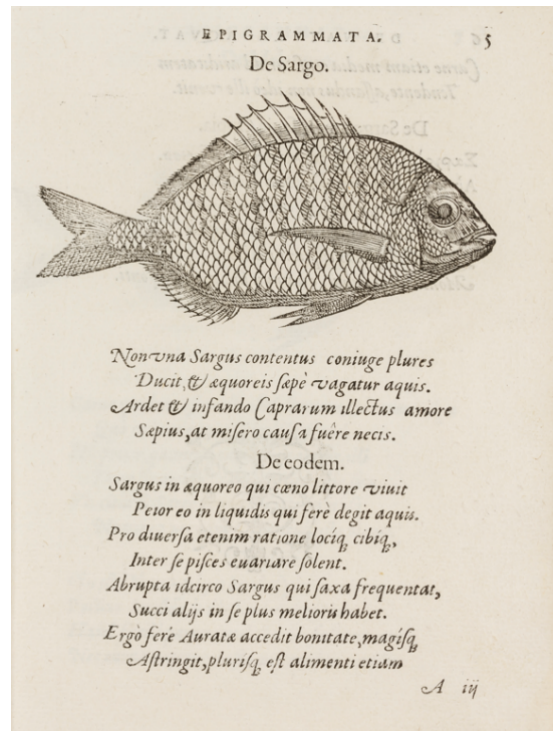 EPIGRAMMATA. 5
De Sargo.
Non vna Sargus contentus coniuge plures
Ducit, & æquoreis sæpè vagatur aquis.
Ardet & infando Caprarum illectus amore
Sæpius, at misero cauſa fuêre necis.
De eodem.
Sargus in æquoreo qui cœno littore viuit
Peior eo in liquidis qui ferè degit aquis.
Pro diuerſa etenim ratione lociq́; cibiq́;,
Inter ſe piſces euariare ſolent.
Abrupta idcirco Sargus qui ſaxa frequentat,
Succi alijs in ſe plus melioru habet.
Ergò ferè Auratæ accedit bonitate, magiſq́;
Aſtringit, pluriſq́; eſt alimenti etiam
A iij